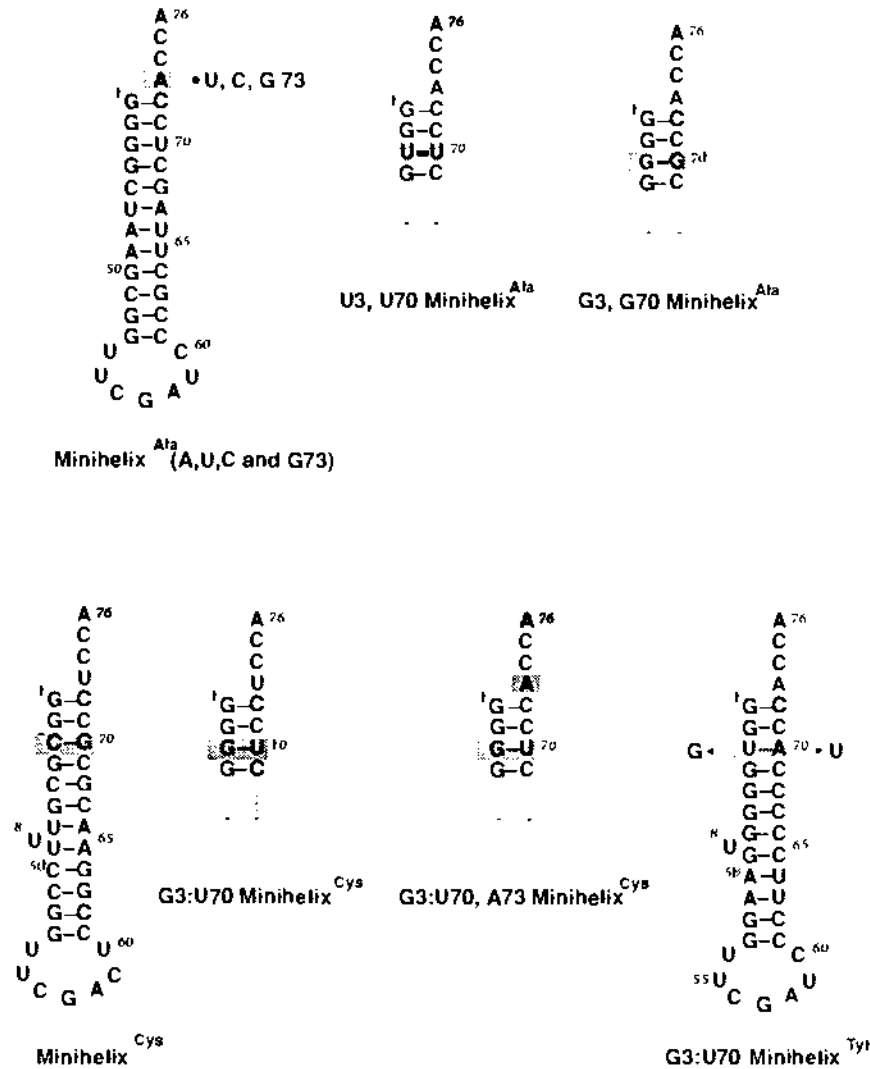 A 76
C
C
A • U, C, G 73
1 G–C
G–C
G–U 70
G–C
C–G
U–A
A–U
A–U 65
50 G–C
C–G
G–C
G–C
U C 60
U U
C G A
Minihelix Ala (A,U,C and G73)
A 76
C
C
A
1 G–C
G–C
U–U 70
G–C
U3, U70 Minihelix Ala
A 76
C
C
A
1 G–C
G–C
G–G 70
G–C
G3, G70 Minihelix Ala
A 76
C
C
U
1 G–C
G–C
C–G 70
G–C
C–G
G–C
U–A
8 U U–A 65
50 C–G
C–G
G–C
G–C
U U 60
U C
C G A
Minihelix Cys
A 76
C
C
U
1 G–C
G–C
G–U 70
G–C
G3:U70 Minihelix Cys
A 76
C
C
A
1 G–C
G–C
G–U 70
G–C
G3:U70, A73 Minihelix Cys
A 76
C
C
A
1 G–C
G–C
G U–A 70 • U
G–C
G–C
G–C
8 G–C
U G–C 65
50 A–U
A–U
G–C
G–C
U C 60
55 U U
C G A
G3:U70 Minihelix Tyr